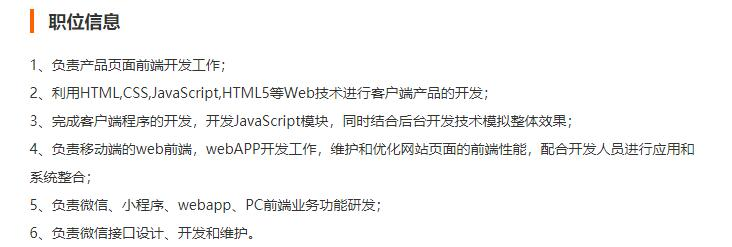 职位信息
1、负责产品页面前端开发工作；
2、利用HTML,CSS,JavaScript,HTML5等Web技术进行客户端产品的开发；
3、完成客户端程序的开发，开发JavaScript模块，同时结合后台开发技术模拟整体效果；
4、负责移动端的web前端，webAPP开发工作，维护和优化网站页面的前端性能，配合开发人员进行应用和
系统整合；
5、负责微信、小程序、webapp、PC前端业务功能研发；
6、负责微信接口设计、开发和维护。